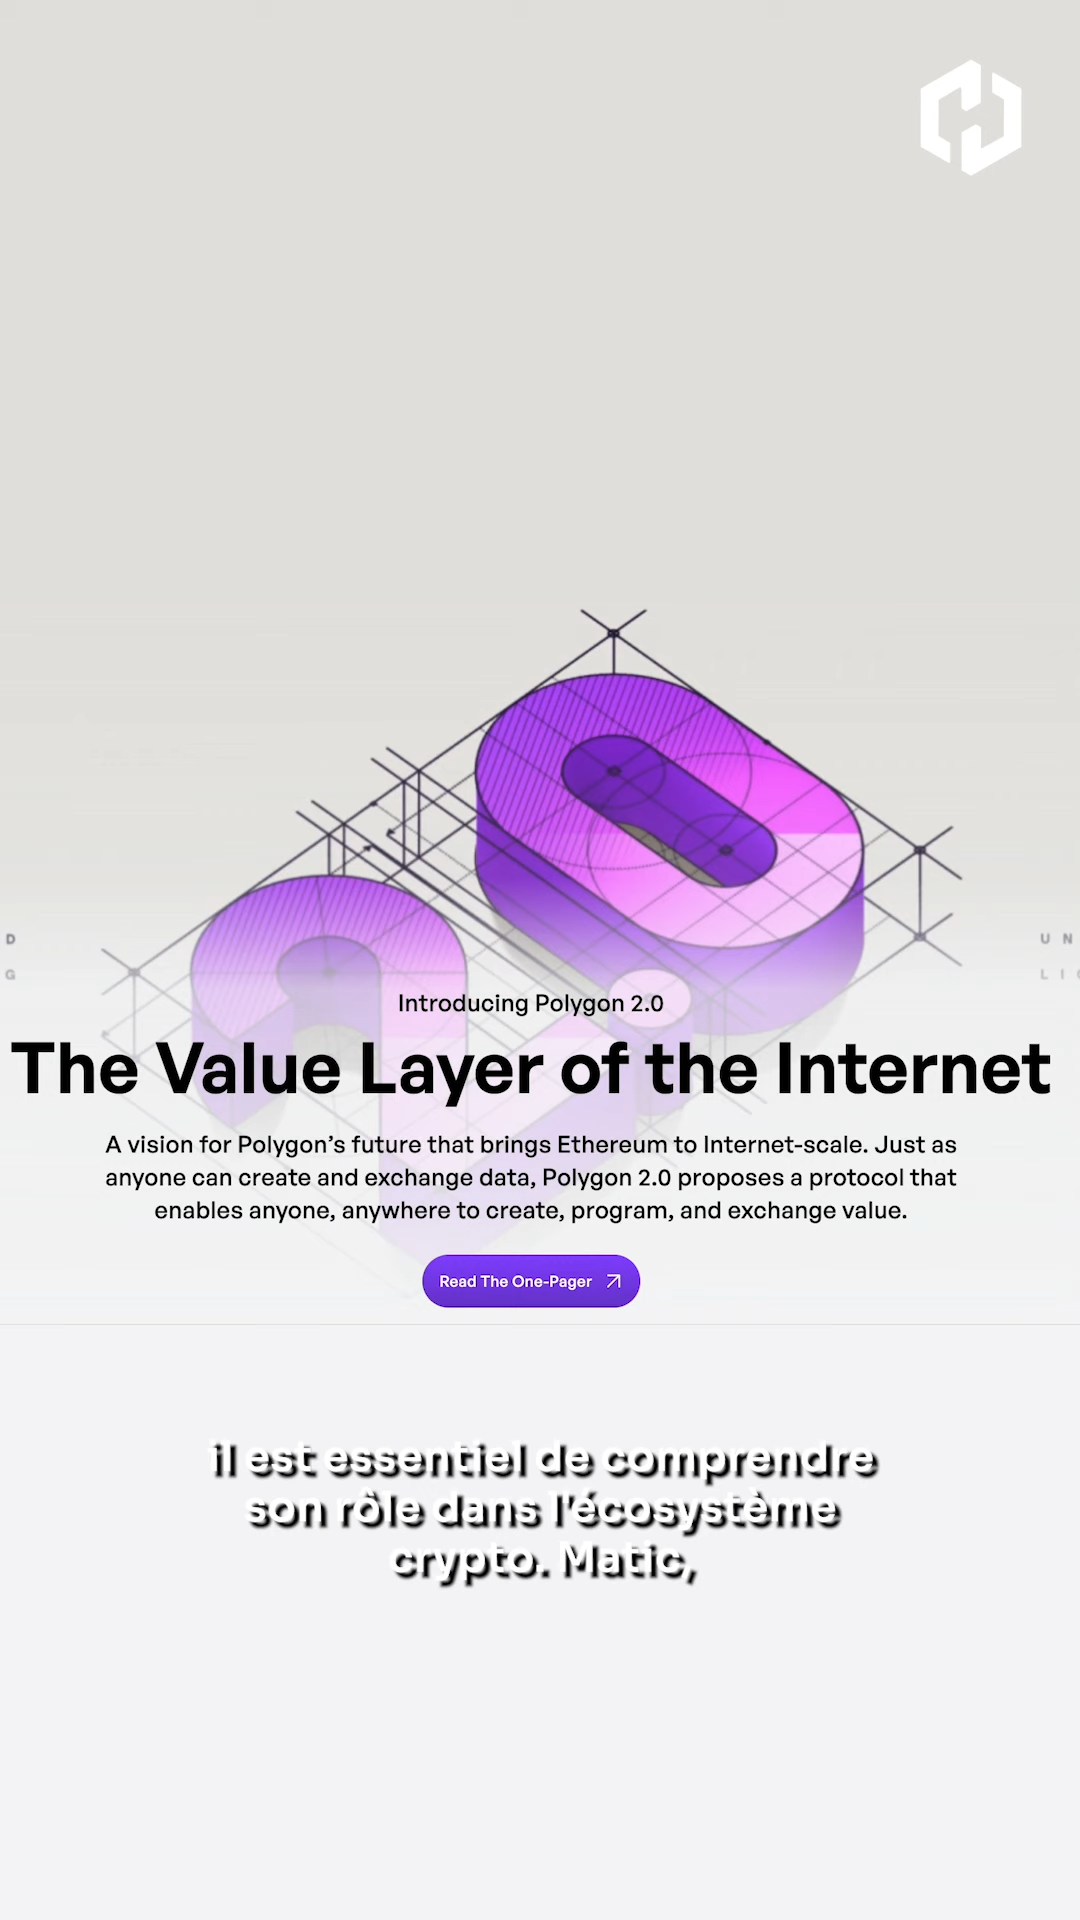 D
U N
G
L I
Introducing Polygon 2.0
The Value Layer of the Internet
A vision for Polygon’s future that brings Ethereum to Internet-scale. Just as
anyone can create and exchange data, Polygon 2.0 proposes a protocol that
enables anyone, anywhere to create, program, and exchange value.
Read The One-Pager
il est essentiel de comprendre
son rôle dans l'écosystème
crypto. Matic,